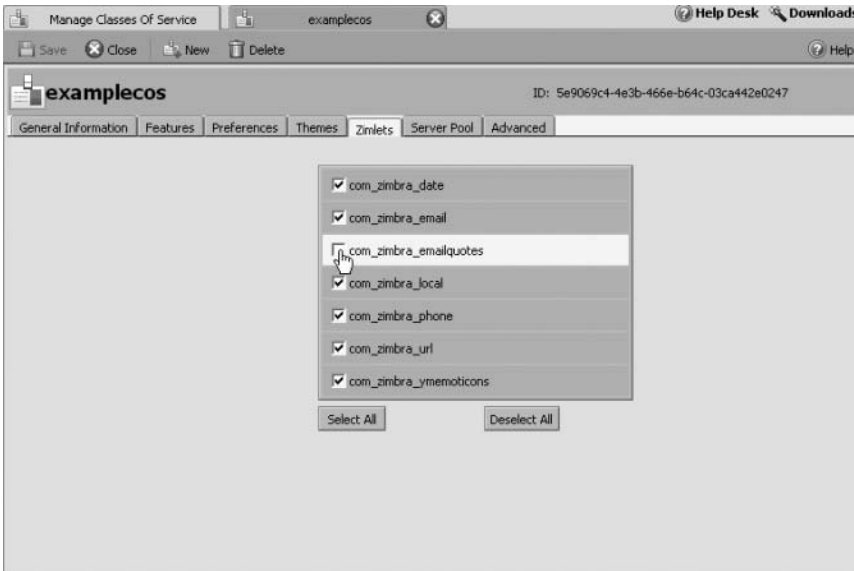 Manage Classes Of Service examplecos Help Desk Downloads
Save Close New Delete Help
examplecos ID: 5e9069c4-4e3b-466e-b64c-03ca442e0247
General Information Features Preferences Themes Zimlets Server Pool Advanced
com_zimbra_date
com_zimbra_email
com_zimbra_emailquotes
com_zimbra_local
com_zimbra_phone
com_zimbra_url
com_zimbra_ymemoticons
Select All Deselect All